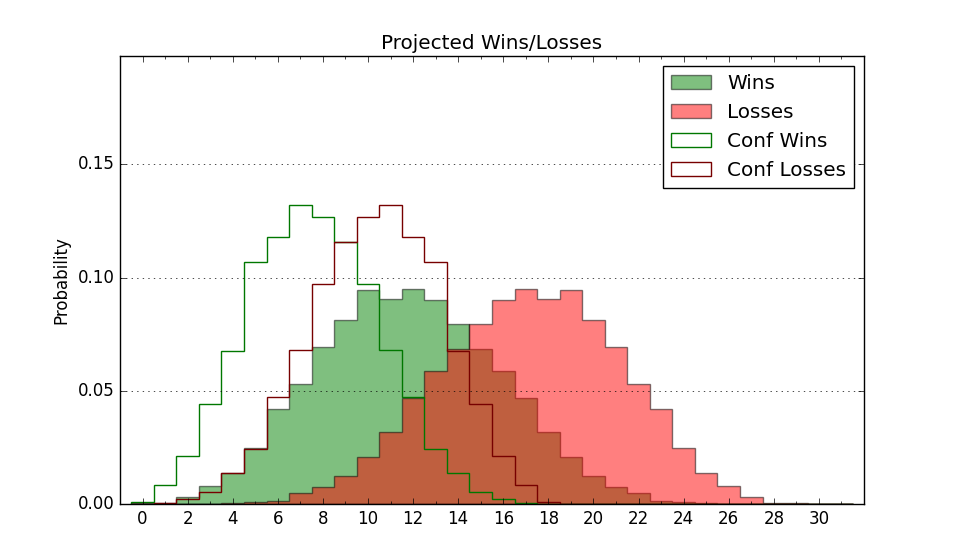 Projected Wins/Losses
Wins
Losses
Conf Wins
Conf Losses
Probability
0.15
0.10
0.05
0.00
0 2 4 6 8 10 12 14 16 18 20 22 24 26 28 30